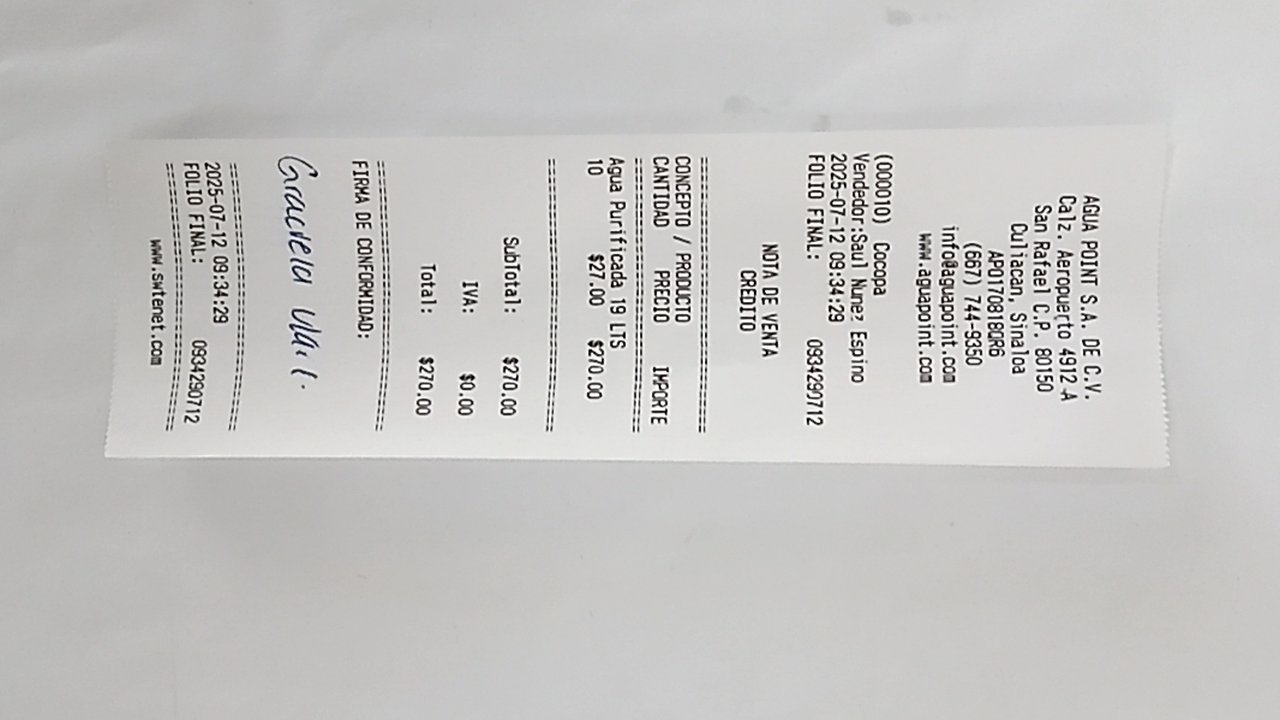 AGUA POINT S.A. DE C.V.
Calz. Aeropuerto 4912-A
San Rafael C.P. 80150
Culiacan, Sinaloa
APO170818QR6
(667) 744-9350
info@aguapoint.com
www.aguapoint.com
(000010) Cocopa
Vendedor:Saul Nunez Espino
2025-07-12 09:34:29
FOLIO FINAL: 0934290712
NOTA DE VENTA
CREDITO
==============================
CONCEPTO / PRODUCTO
CANTIDAD PRECIO IMPORTE
==============================
Agua Purificada 19 LTS
10 $27.00 $270.00
==============================
SubTotal: $270.00
IVA: $0.00
Total: $270.00
==============================
FIRMA DE CONFORMIDAD:
Graciela
==============================
2025-07-12 09:34:29
FOLIO FINAL: 0934290712
==============================
www.swtenet.com